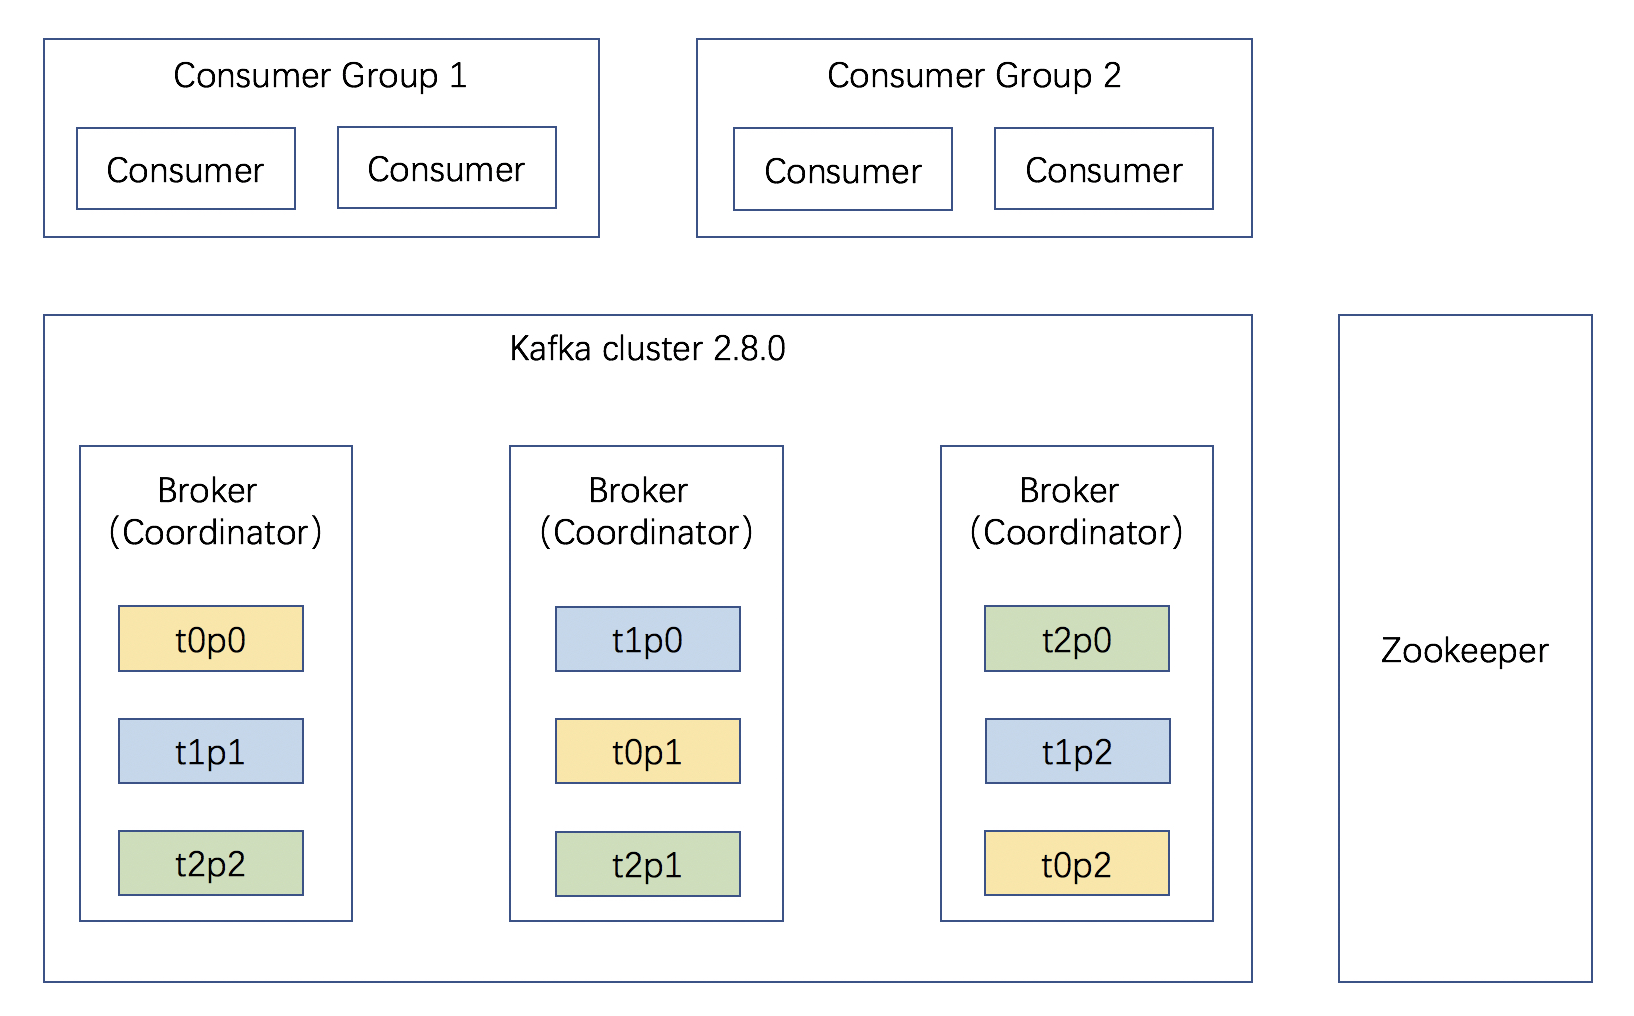 Consumer Group 1
Consumer
Consumer
Consumer Group 2
Consumer
Consumer
Kafka cluster 2.8.0
Broker
（Coordinator）
t0p0
t1p1
t2p2
Broker
（Coordinator）
t1p0
t0p1
t2p1
Broker
（Coordinator）
t2p0
t1p2
t0p2
Zookeeper